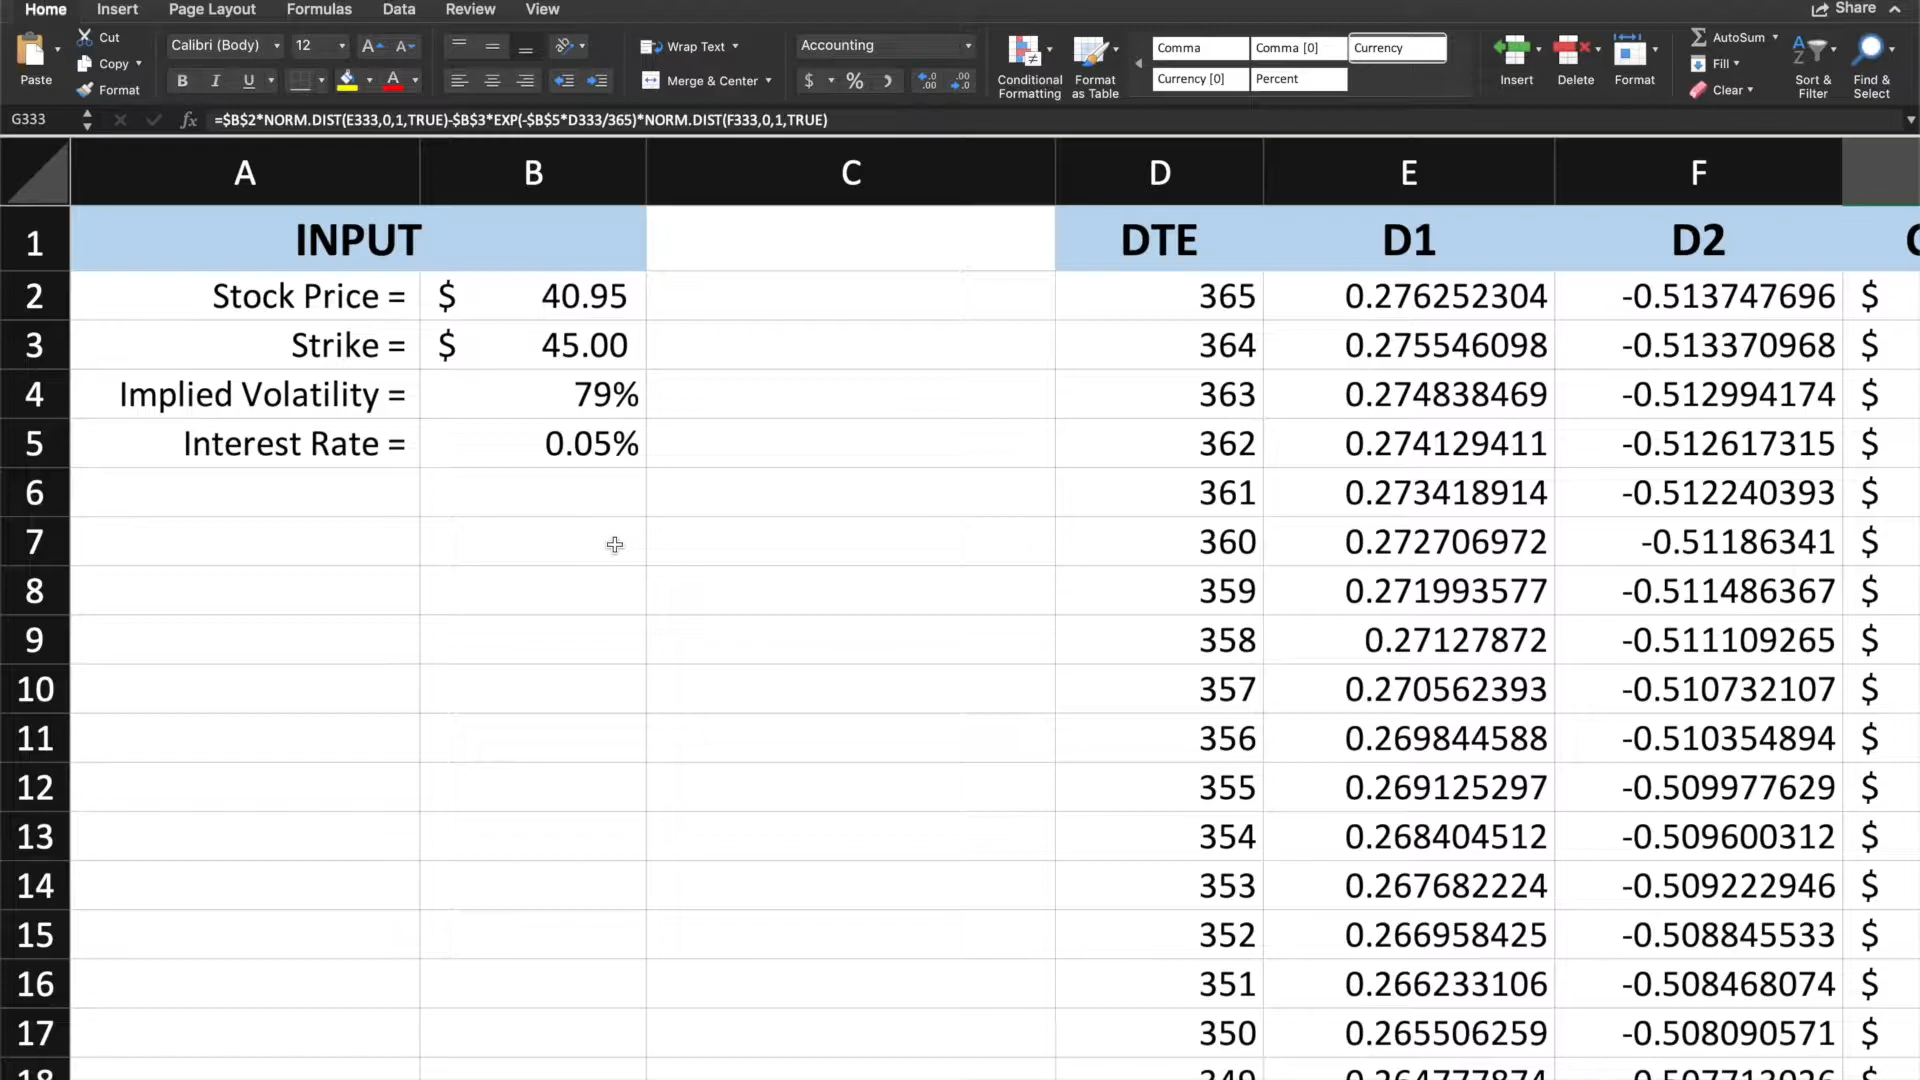 Home Insert Page Layout Formulas Data Review View Share
Paste Cut Copy Format
Calibri (Body) 12 A A
B I U A
Wrap Text
Merge & Center
Accounting
$ % .00 .0
Conditional Formatting Format as Table
Comma Comma [0] Currency
Currency [0] Percent
Insert Delete Format
AutoSum
Fill
Clear
Sort & Filter Find & Select
G333 fx =$B$2*NORM.DIST(E333,0,1,TRUE)-$B$3*EXP(-$B$5*D333/365)*NORM.DIST(F333,0,1,TRUE)
A B C D E F
1 INPUT DTE D1 D2
2 Stock Price = $ 40.95 365 0.276252304 -0.513747696 $
3 Strike = $ 45.00 364 0.275546098 -0.513370968 $
4 Implied Volatility = 79% 363 0.274838469 -0.512994174 $
5 Interest Rate = 0.05% 362 0.274129411 -0.512617315 $
6 361 0.273418914 -0.512240393 $
7 360 0.272706972 -0.51186341 $
8 359 0.271993577 -0.511486367 $
9 358 0.27127872 -0.511109265 $
10 357 0.270562393 -0.510732107 $
11 356 0.269844588 -0.510354894 $
12 355 0.269125297 -0.509977629 $
13 354 0.268404512 -0.509600312 $
14 353 0.267682224 -0.509222946 $
15 352 0.266958425 -0.508845533 $
16 351 0.266233106 -0.508468074 $
17 350 0.265506259 -0.508090571 $